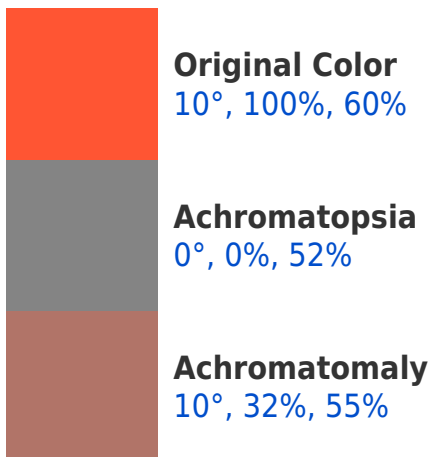 Original Color
10°, 100%, 60%
Achromatopsia
0°, 0%, 52%
Achromatomaly
10°, 32%, 55%